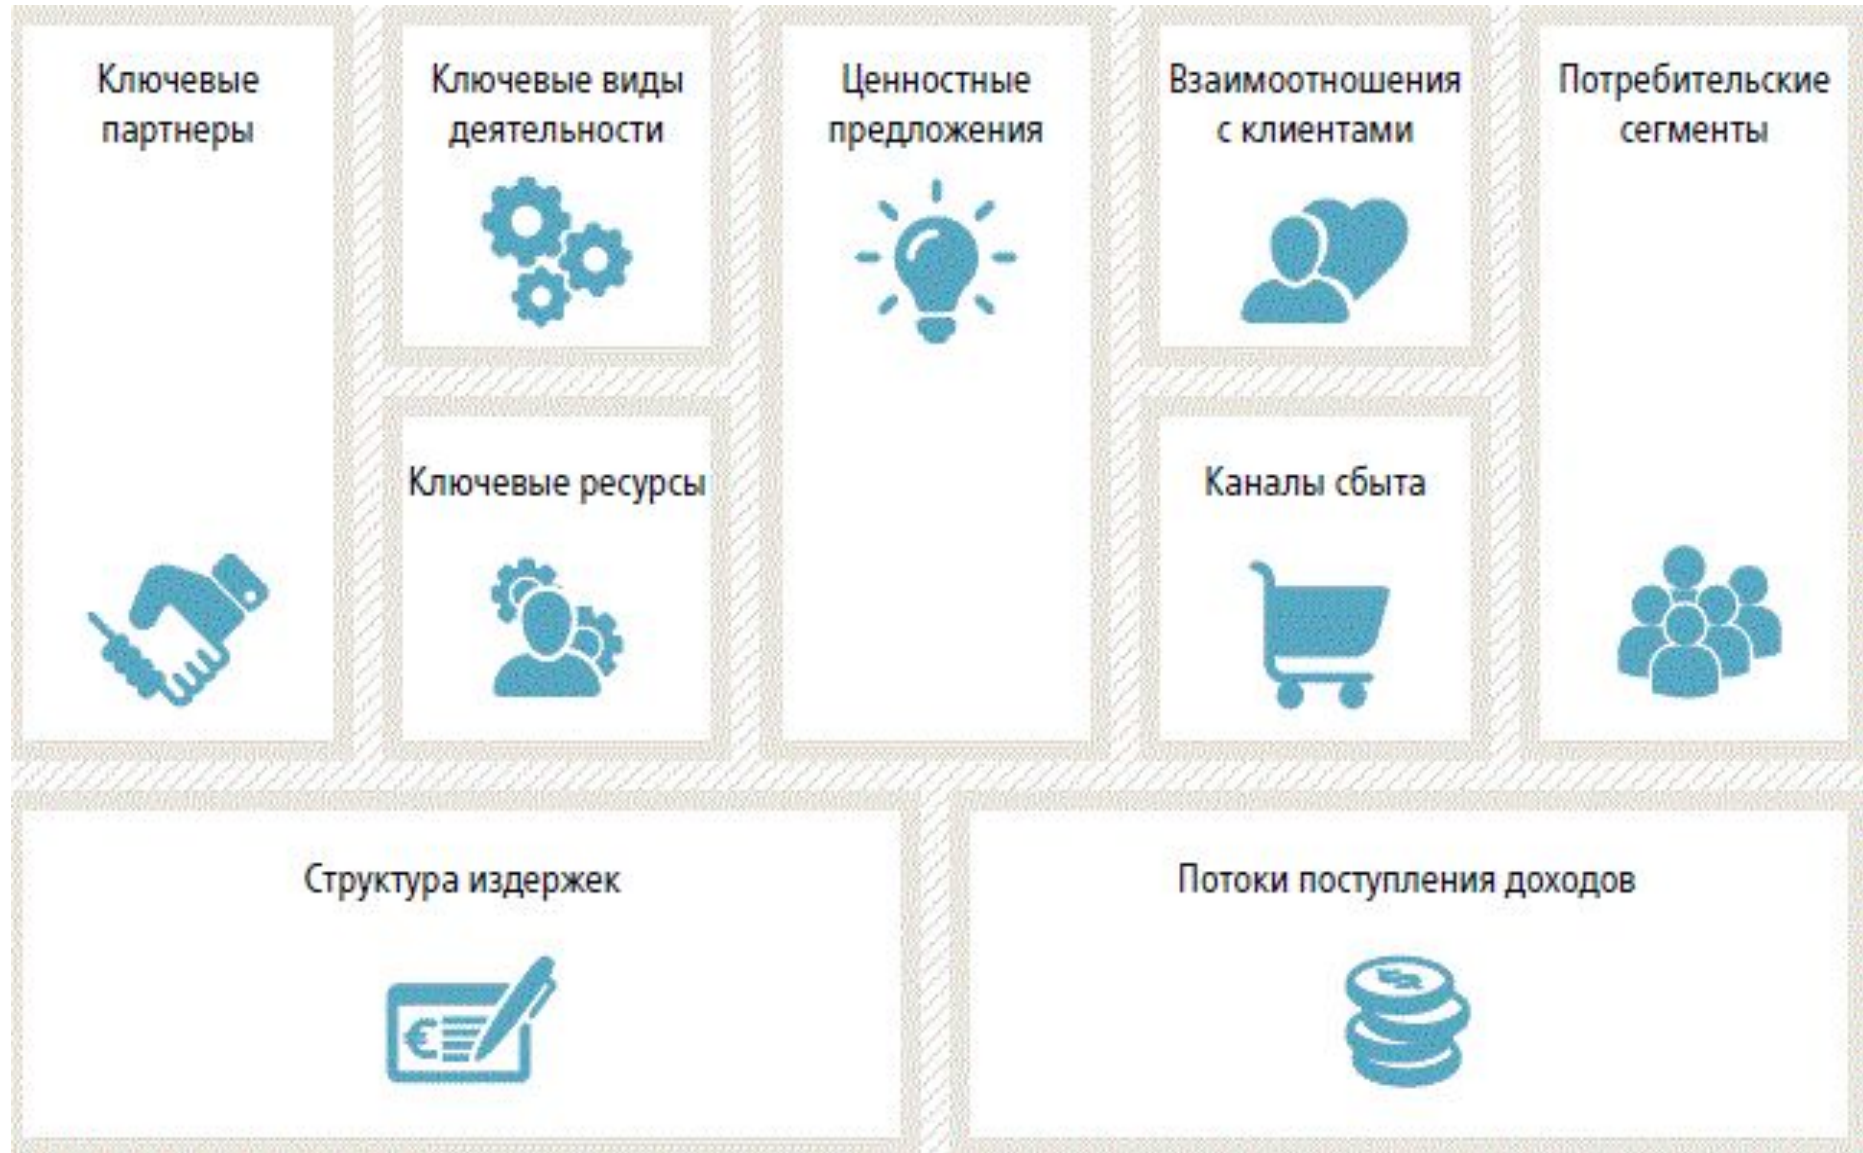 Ключевые
партнеры
Ключевые виды
деятельности
Ценностные
предложения
Взаимоотношения
с клиентами
Потребительские
сегменты
Ключевые ресурсы
Каналы сбыта
Структура издержек
€
Потоки поступления доходов